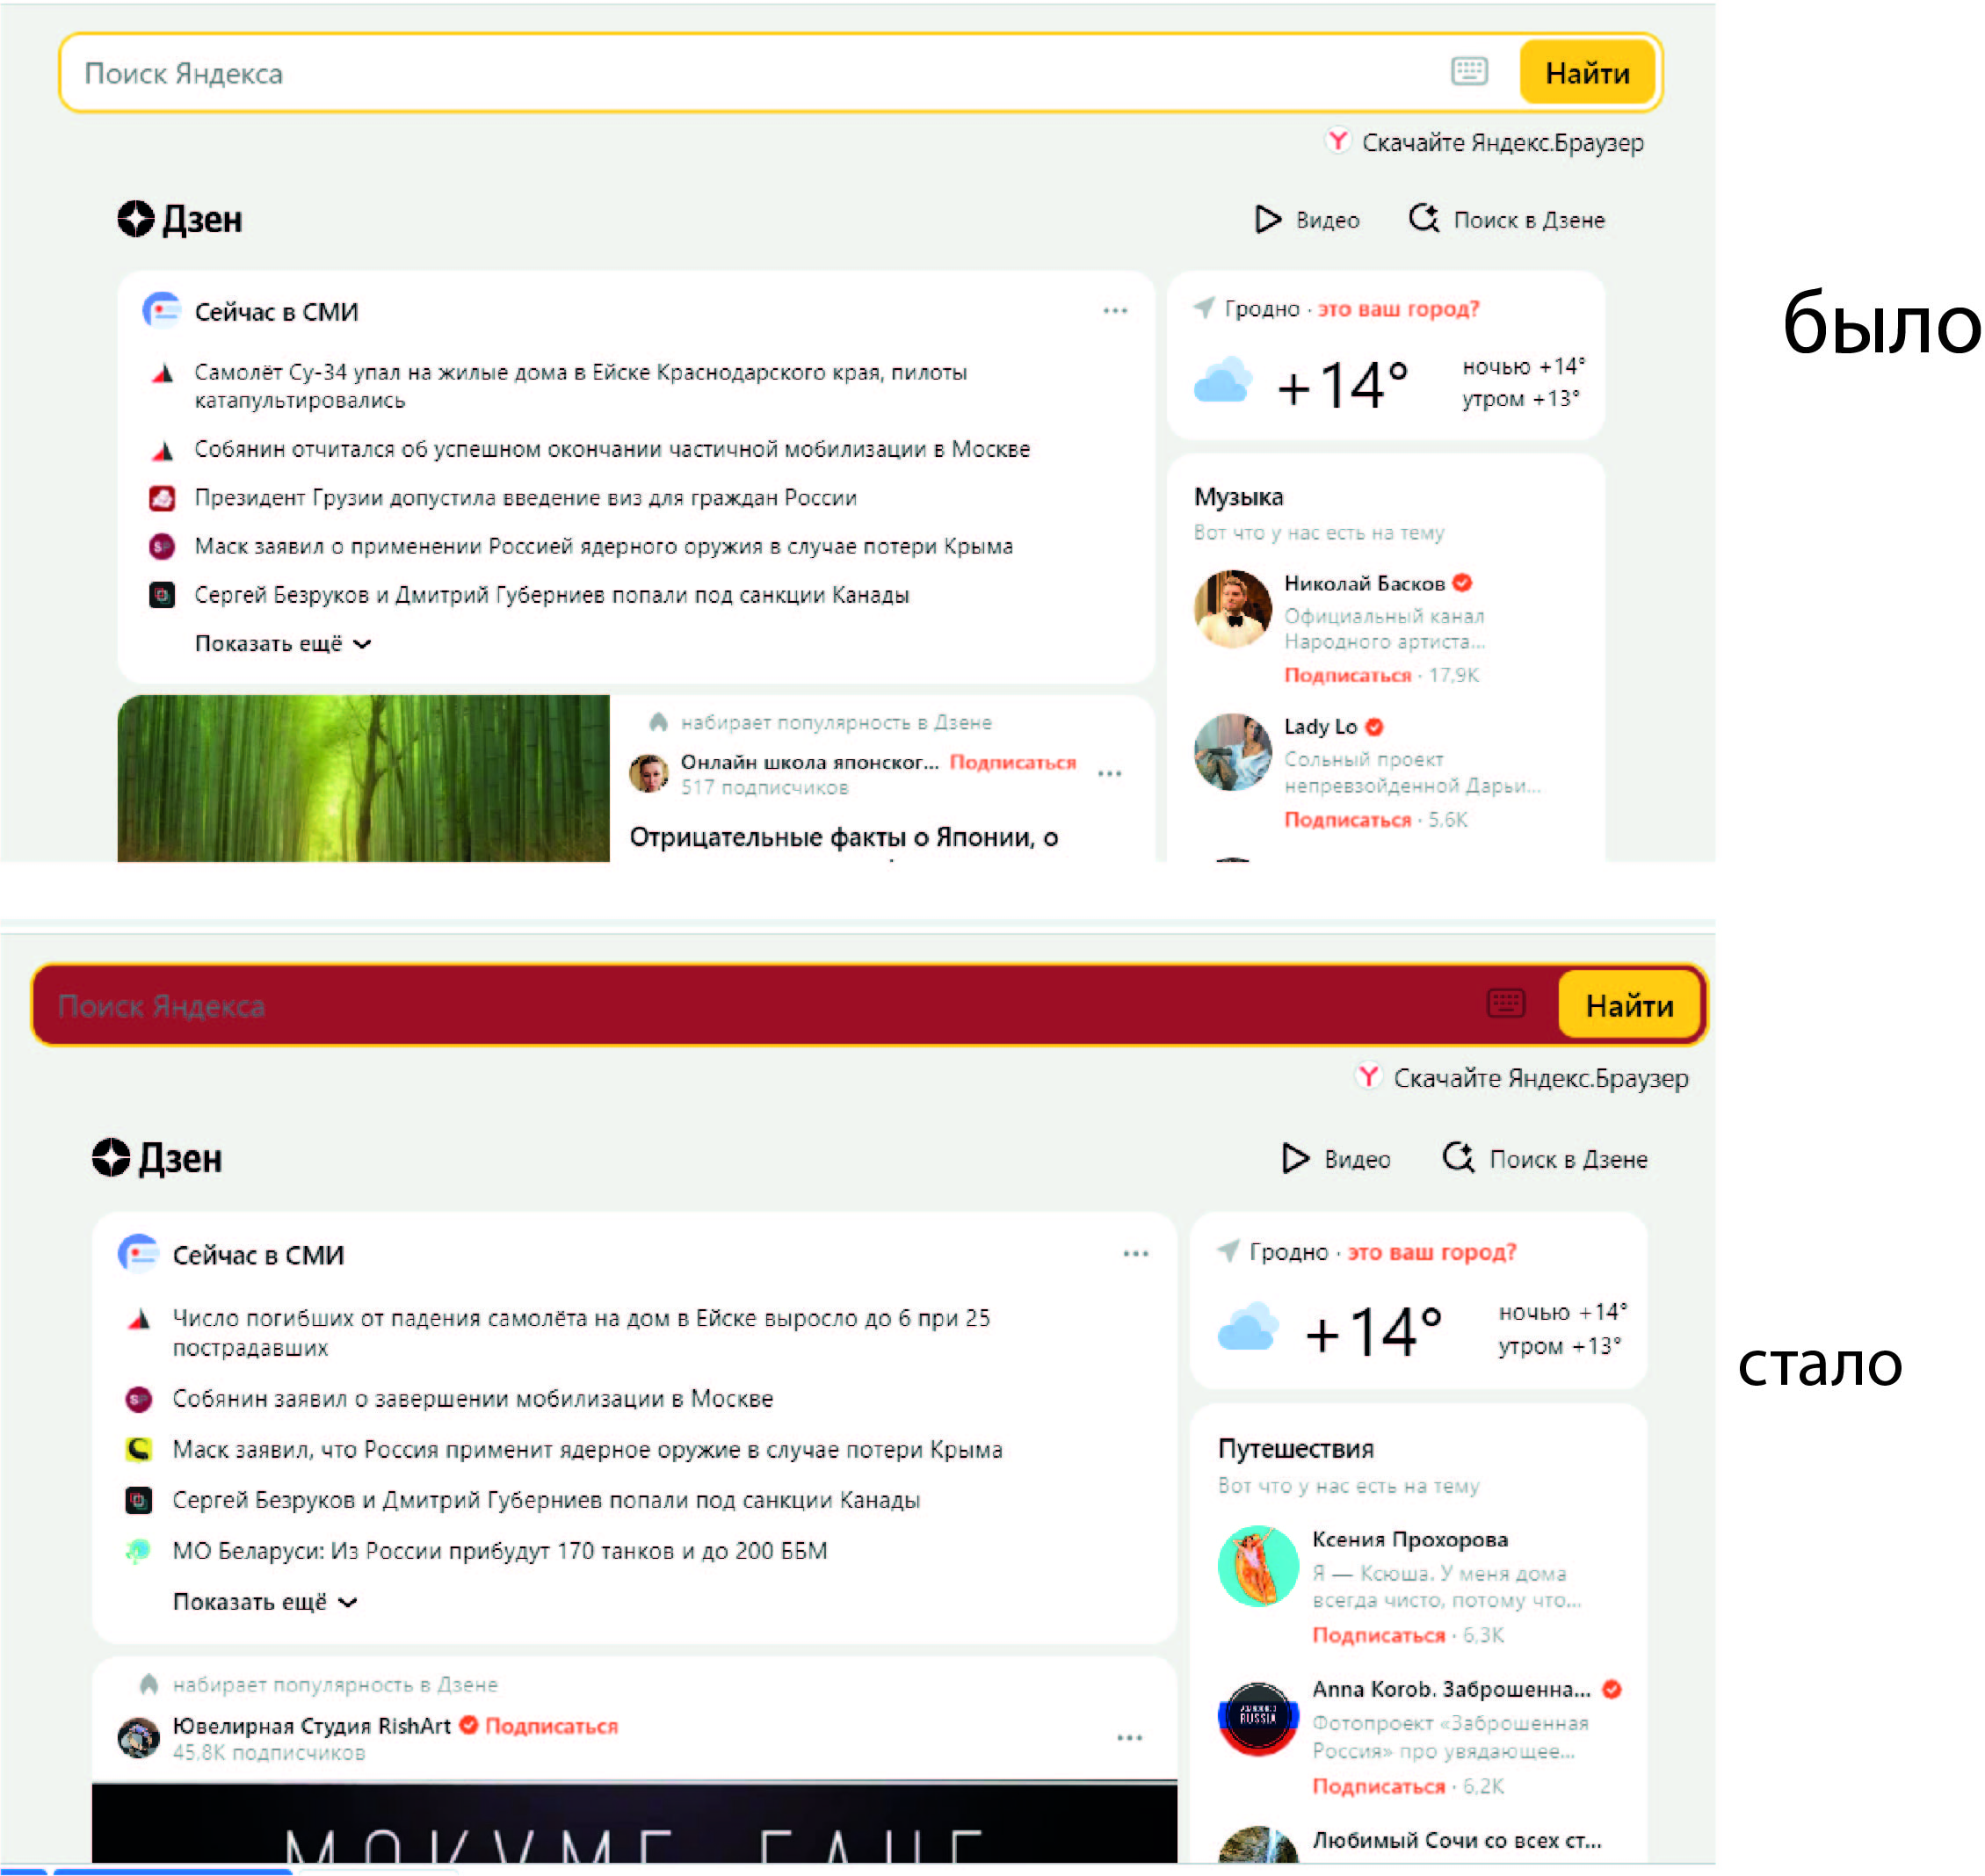 Поиск Яндекса
Найти
Скачайте Яндекс.Браузер
Дзен
Видео
Поиск в Дзене
Сейчас в СМИ
Самолёт Су-34 упал на жилые дома в Ейске Краснодарского края, пилоты
катапультировались
Собянин отчитался об успешном окончании частичной мобилизации в Москве
Президент Грузии допустила введение виз для граждан России
Маск заявил о применении Россией ядерного оружия в случае потери Крыма
Сергей Безруков и Дмитрий Губерниев попали под санкции Канады
Показать ещё
Гродно · это ваш город?
+14°
ночью +14°
утром +13°
Музыка
Вот что у нас есть на тему
Николай Басков
Официальный канал
Народного артиста...
Подписаться · 17,9K
Lady Lo
Сольный проект
непревзойденной Дарьи...
Подписаться · 5,6K
набирает популярность в Дзене
Онлайн школа японског... Подписаться
517 подписчиков
Отрицательные факты о Японии, о
было
Поиск Яндекса
Найти
Скачайте Яндекс.Браузер
Дзен
Видео
Поиск в Дзене
Сейчас в СМИ
Число погибших от падения самолёта на дом в Ейске выросло до 6 при 25
пострадавших
SP
Собянин заявил о завершении мобилизации в Москве
Маск заявил, что Россия применит ядерное оружие в случае потери Крыма
Сергей Безруков и Дмитрий Губерниев попали под санкции Канады
МО Беларуси: Из России прибудут 170 танков и до 200 ББМ
Показать ещё
Гродно · это ваш город?
+14°
ночью +14°
утром +13°
Путешествия
Вот что у нас есть на тему
Ксения Прохорова
Я — Ксюша. У меня дома
всегда чисто, потому что...
Подписаться · 6,3K
RUSSIA
Anna Korob. Заброшенна...
Фотопроект «Заброшенная
Россия» про увядающее...
Подписаться · 6,2K
Любимый Сочи со всех ст...
набирает популярность в Дзене
Ювелирная Студия RishArt Подписаться
45,8K подписчиков
стало